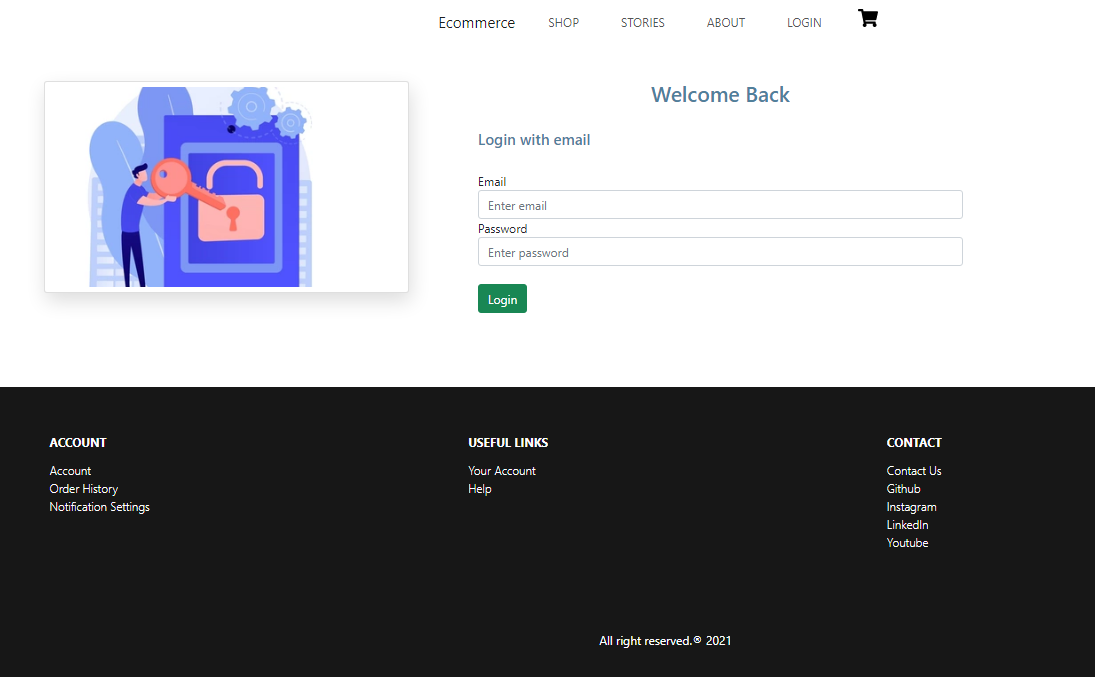 Ecommerce SHOP STORIES ABOUT LOGIN
Welcome Back
Login with email
Email
Enter email
Password
Enter password
Login
ACCOUNT
Account
Order History
Notification Settings
USEFUL LINKS
Your Account
Help
CONTACT
Contact Us
Github
Instagram
LinkedIn
Youtube
All right reserved.® 2021